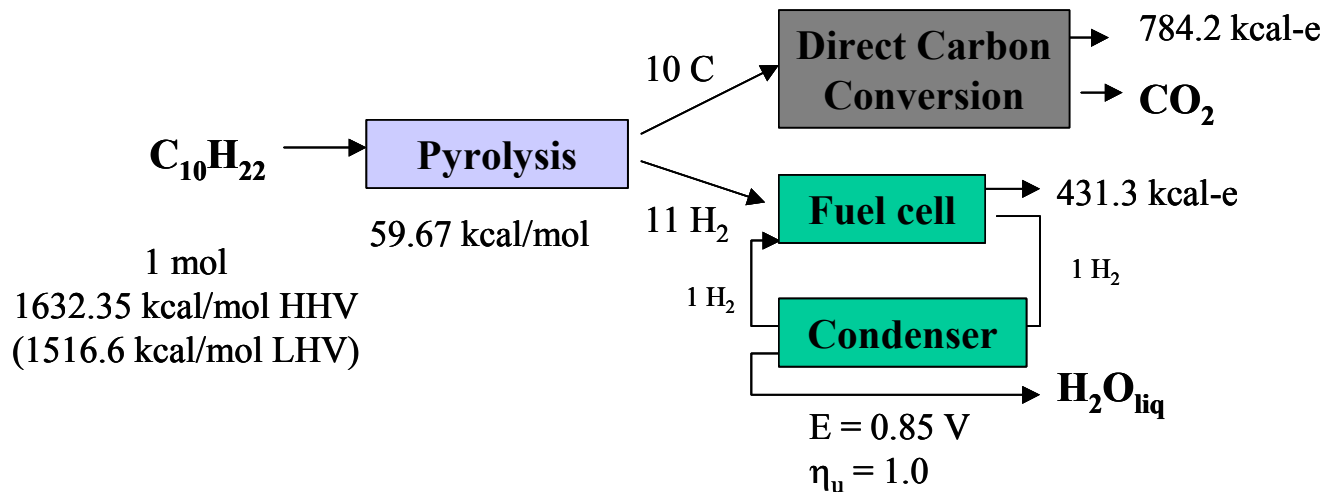 C₁₀H₂₂
1 mol
1632.35 kcal/mol HHV
(1516.6 kcal/mol LHV)
Pyrolysis
59.67 kcal/mol
10 C
11 H₂
Direct Carbon
Conversion
784.2 kcal-e
CO₂
Fuel cell
431.3 kcal-e
1 H₂
1 H₂
Condenser
H₂O liq
E = 0.85 V
ηᵤ = 1.0